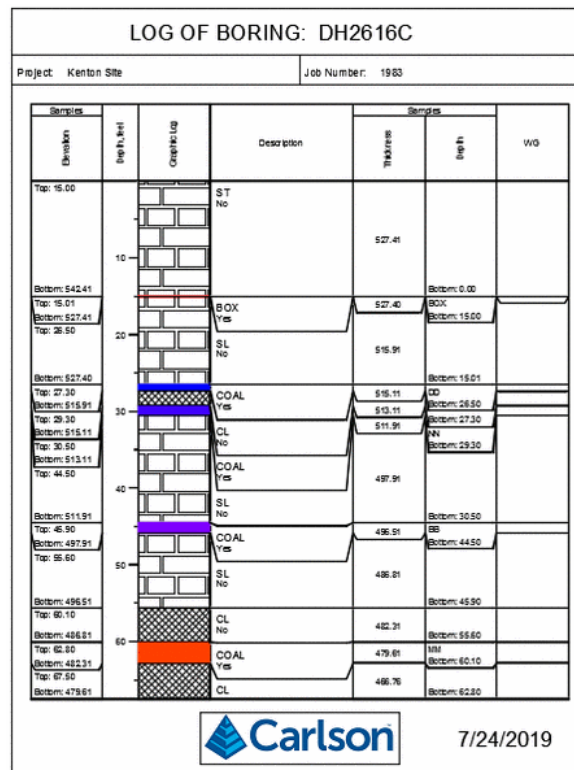 LOG OF BORING: DH2616C
Project: Kenton Site
Job Number: 1983
Samples
Samples
Elevation
Depth, feet
Graphic Log
Description
Thickness
Depth
WG
Top: 15.00
ST
No
527.41
10
Bottom: 542.41
Bottom: 0.00
Top: 15.01
BOX
Yes
527.40
BOX
Bottom: 527.41
Bottom: 15.00
Top: 26.50
20
SL
No
515.91
Bottom: 527.40
Bottom: 15.01
Top: 27.30
COAL
Yes
515.11
DD
Bottom: 515.91
Bottom: 26.50
30
513.11
Top: 29.30
Bottom: 27.30
Bottom: 515.11
CL
No
511.91
NN
Top: 30.50
Bottom: 29.30
Bottom: 513.11
COAL
Yes
Top: 44.50
497.91
40
SL
No
Bottom: 511.91
Bottom: 30.50
Top: 45.90
COAL
Yes
496.51
BB
Bottom: 497.91
Bottom: 44.50
Top: 55.60
50
SL
No
486.81
Bottom: 496.51
Bottom: 45.90
Top: 60.10
CL
No
482.31
Bottom: 486.81
Bottom: 55.60
60
Top: 62.80
COAL
Yes
479.61
MM
Bottom: 482.31
Bottom: 60.10
Top: 67.50
CL
466.76
Bottom: 479.61
Bottom: 62.80
Carlson
7/24/2019